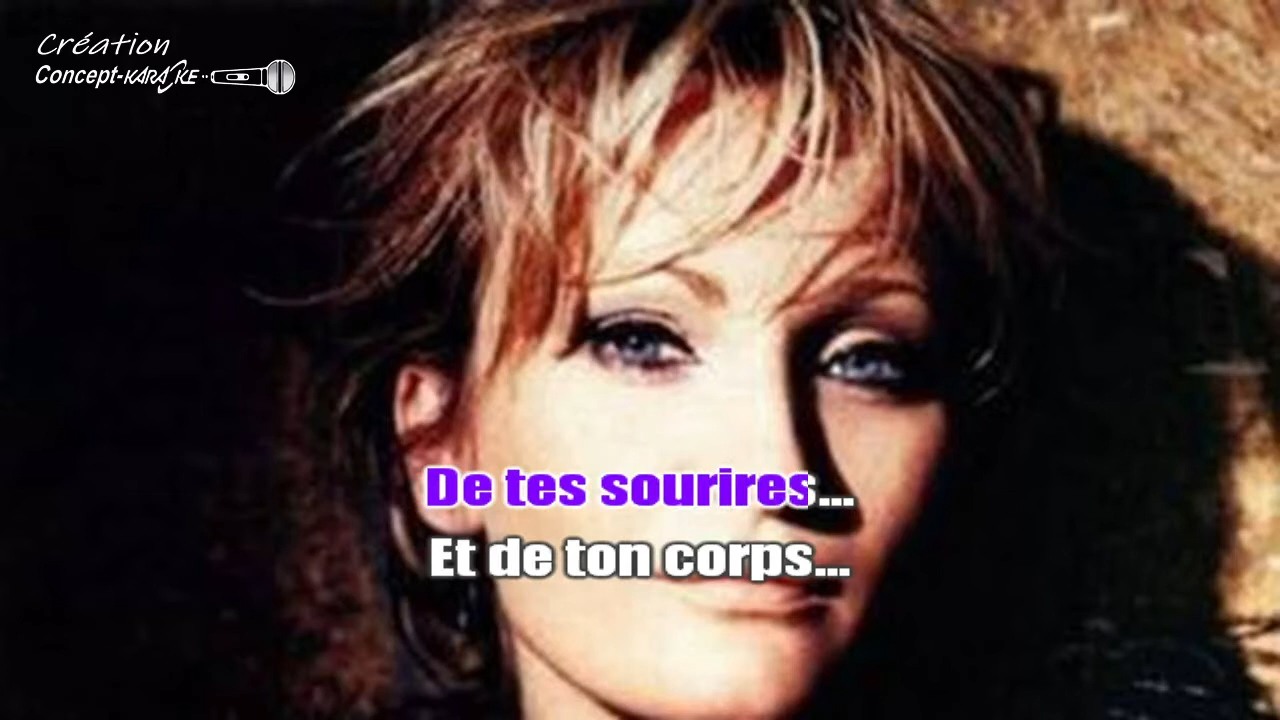 Création
Concept-KARAOKE
De tes sourires...
Et de ton corps...